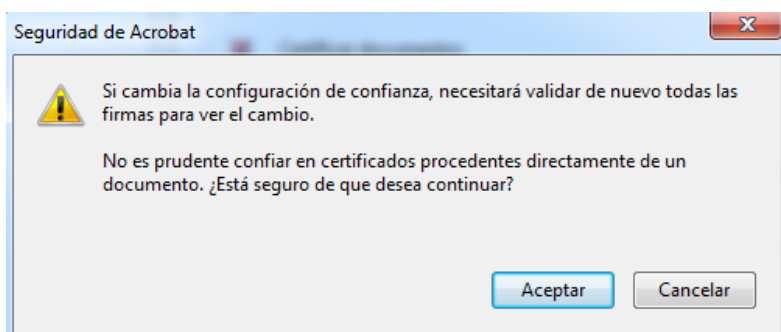 Seguridad de Acrobat
Si cambia la configuración de confianza, necesitará validar de nuevo todas las
firmas para ver el cambio.
No es prudente confiar en certificados procedentes directamente de un
documento. ¿Está seguro de que desea continuar?
Aceptar
Cancelar